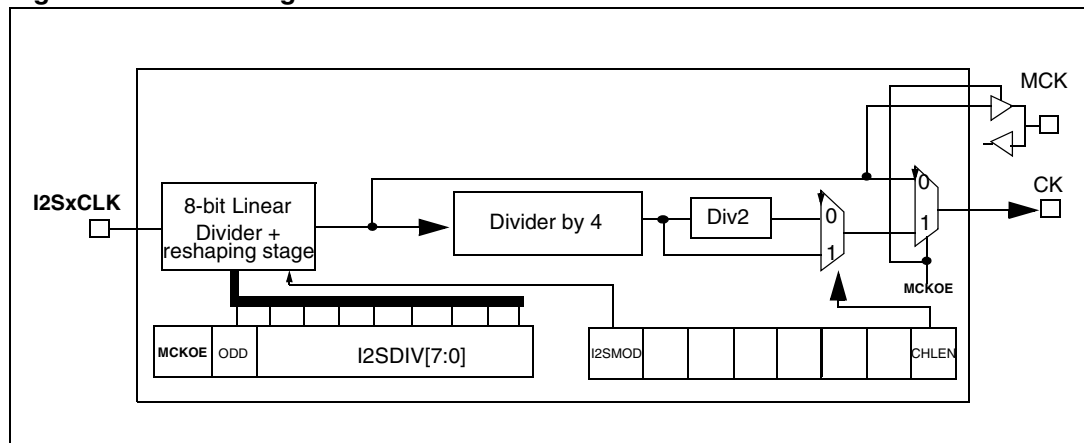 MCK
I2SxCLK
8-bit Linear
Divider +
reshaping stage
Divider by 4
Div2
0
1
0
1
CK
MCKOE
MCKOE
ODD
I2SDIV[7:0]
I2SMOD
CHLEN